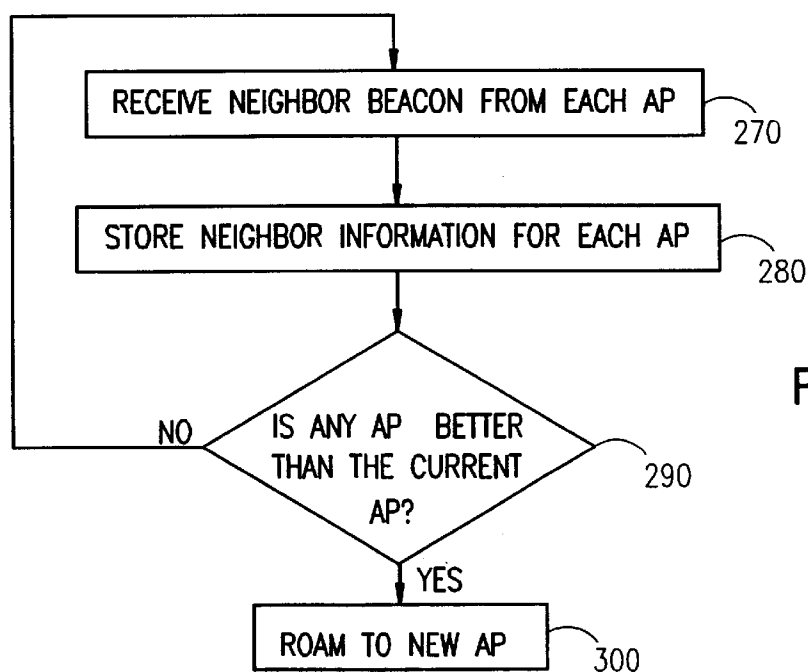 RECEIVE NEIGHBOR BEACON FROM EACH AP
270
STORE NEIGHBOR INFORMATION FOR EACH AP
280
IS ANY AP BETTER
THAN THE CURRENT
AP?
290
NO
YES
ROAM TO NEW AP
300